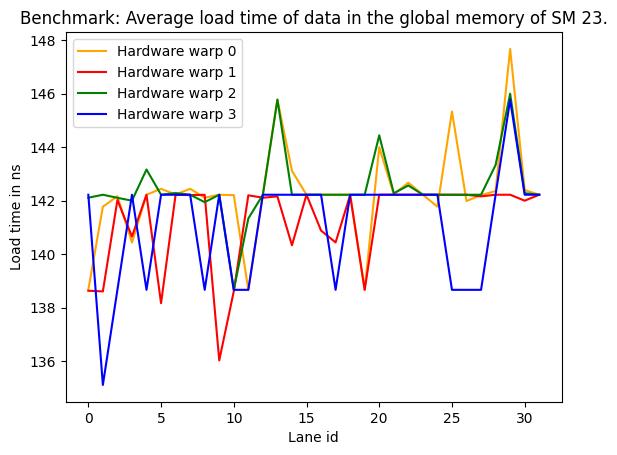 Benchmark: Average load time of data in the global memory of SM 23.
Hardware warp 0
Hardware warp 1
Hardware warp 2
Hardware warp 3
Load time in ns
148
146
144
142
140
138
136
0 5 10 15 20 25 30
Lane id